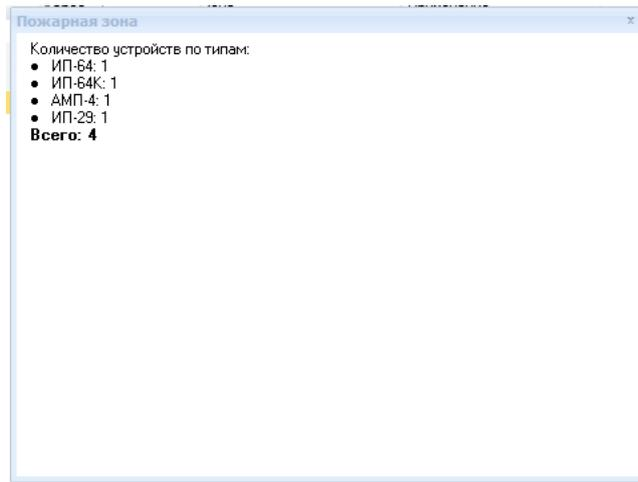 Пожарная зона x
Количество устройств по типам:
● ИП-64: 1
● ИП-64К: 1
● АМП-4: 1
● ИП-29: 1
Всего: 4